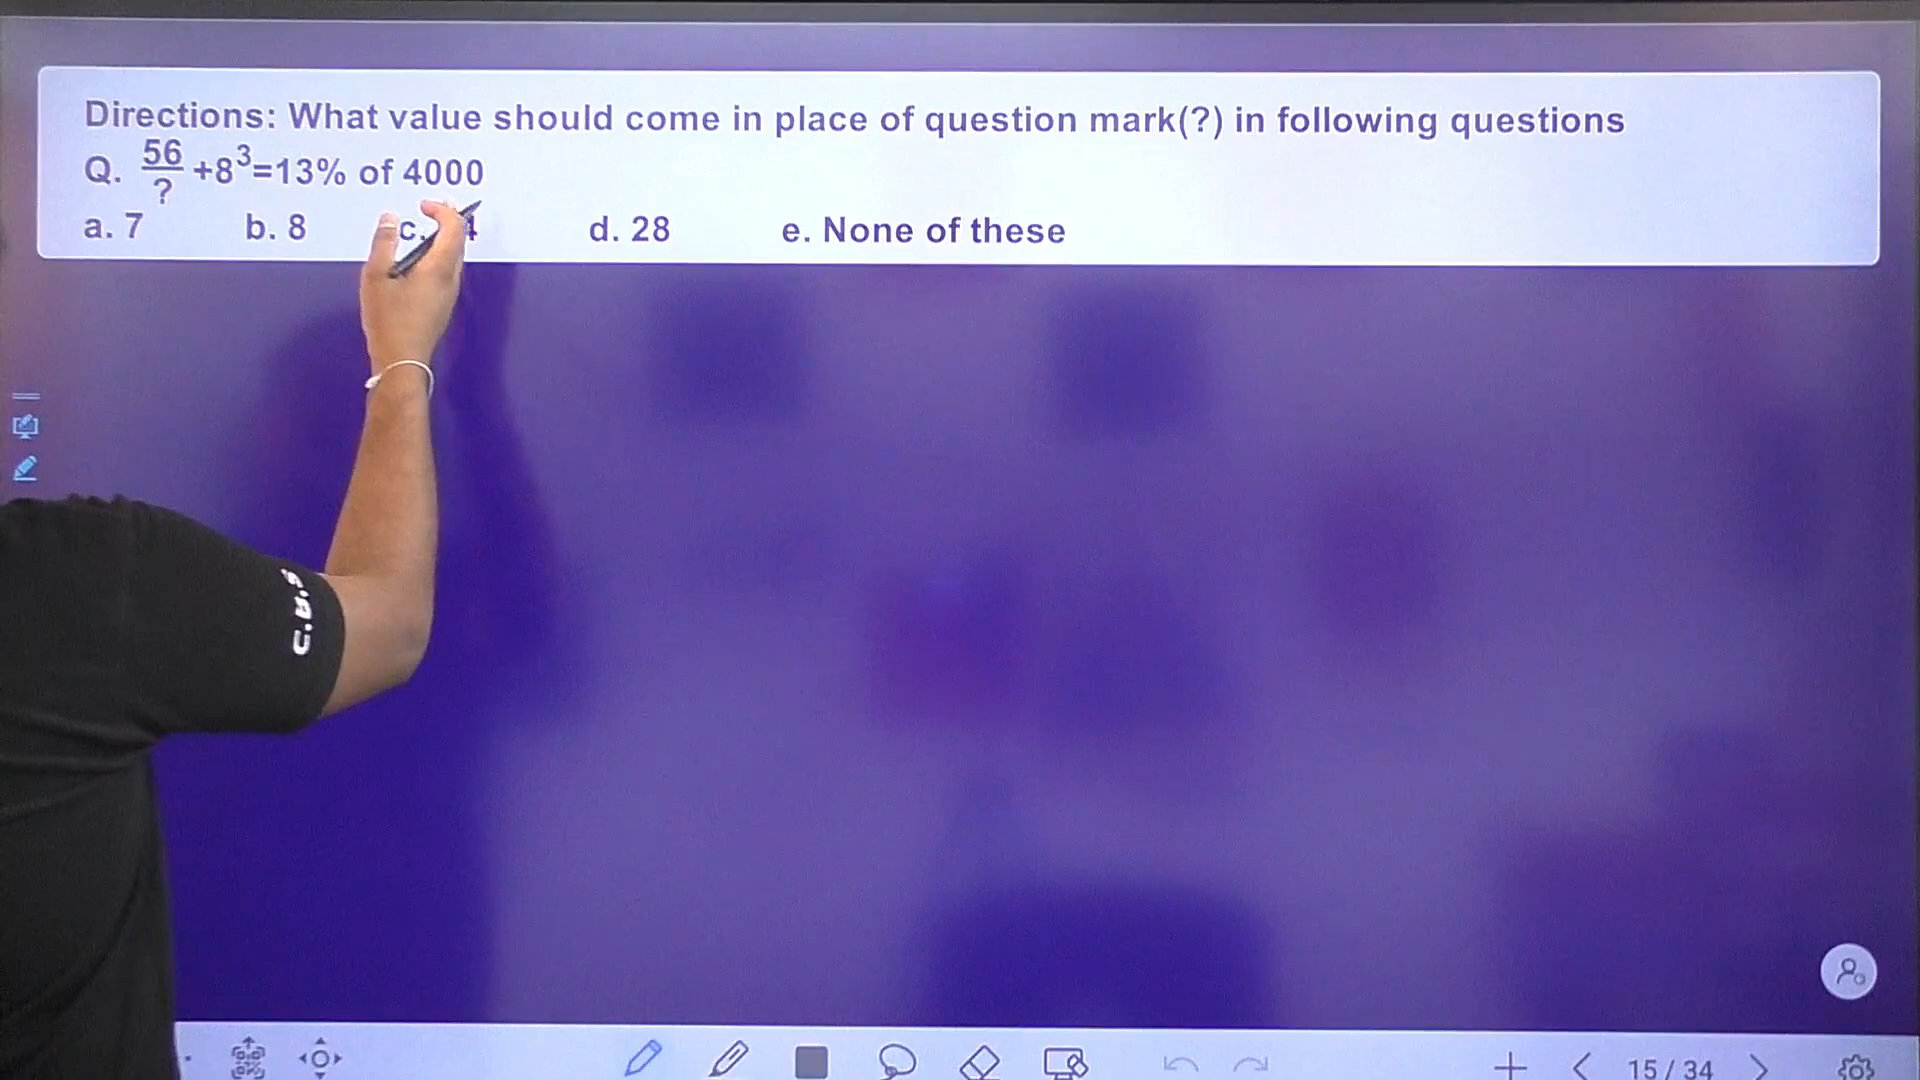 Directions: What value should come in place of question mark(?) in following questions
Q. 56/? +8³=13% of 4000
a. 7 b. 8 c. 4 d. 28 e. None of these
C.D.S
15 / 34